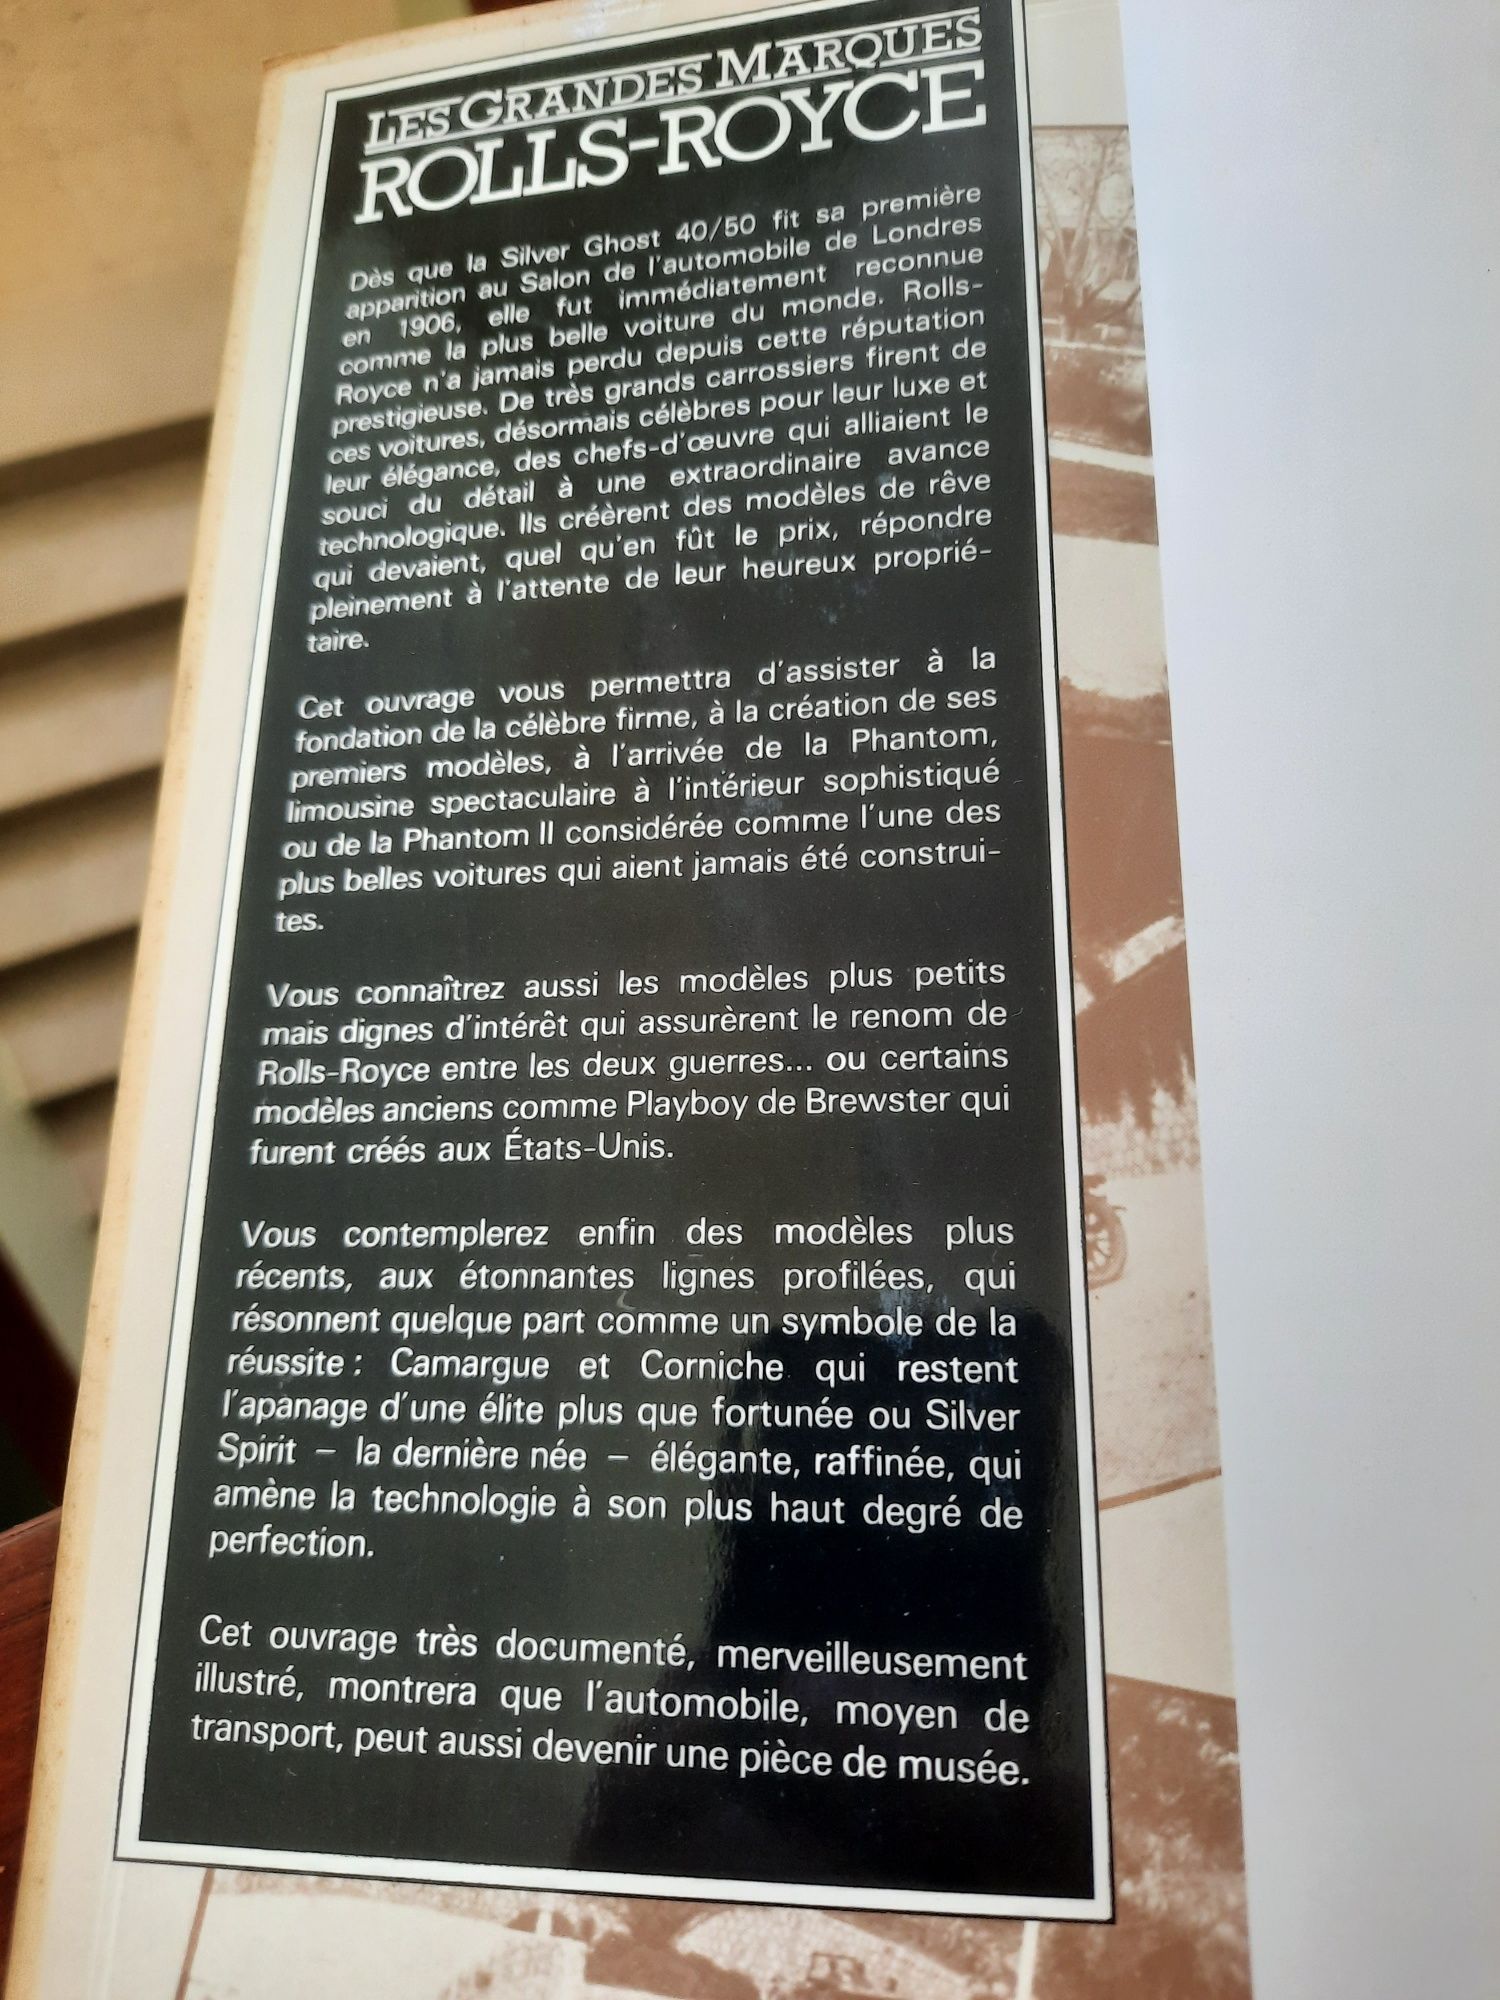 LES GRANDES MARQUES
ROLLS-ROYCE
Dès que la Silver Ghost 40/50 fit sa première
apparition au Salon de l'automobile de Londres
en 1906, elle fut immédiatement reconnue
comme la plus belle voiture du monde. Rolls-
Royce n'a jamais perdu depuis cette réputation
prestigieuse. De très grands carrossiers firent de
ces voitures, désormais célèbres pour leur luxe et
leur élégance, des chefs-d'œuvre qui alliaient le
souci du détail à une extraordinaire avance
technologique. Ils créèrent des modèles de rêve
qui devaient, quel qu'en fût le prix, répondre
pleinement à l'attente de leur heureux proprié-
taire.
Cet ouvrage vous permettra d'assister à la
fondation de la célèbre firme, à la création de ses
premiers modèles, à l'arrivée de la Phantom,
limousine spectaculaire à l'intérieur sophistiqué
ou de la Phantom II considérée comme l'une des
plus belles voitures qui aient jamais été construi-
tes.
Vous connaîtrez aussi les modèles plus petits
mais dignes d'intérêt qui assurèrent le renom de
Rolls-Royce entre les deux guerres... ou certains
modèles anciens comme Playboy de Brewster qui
furent créés aux États-Unis.
Vous contemplerez enfin des modèles plus
récents, aux étonnantes lignes profilées, qui
résonnent quelque part comme un symbole de la
réussite : Camargue et Corniche qui restent
l'apanage d'une élite plus que fortunée ou Silver
Spirit – la dernière née – élégante, raffinée, qui
amène la technologie à son plus haut degré de
perfection.
Cet ouvrage très documenté, merveilleusement
illustré, montrera que l'automobile, moyen de
transport, peut aussi devenir une pièce de musée.